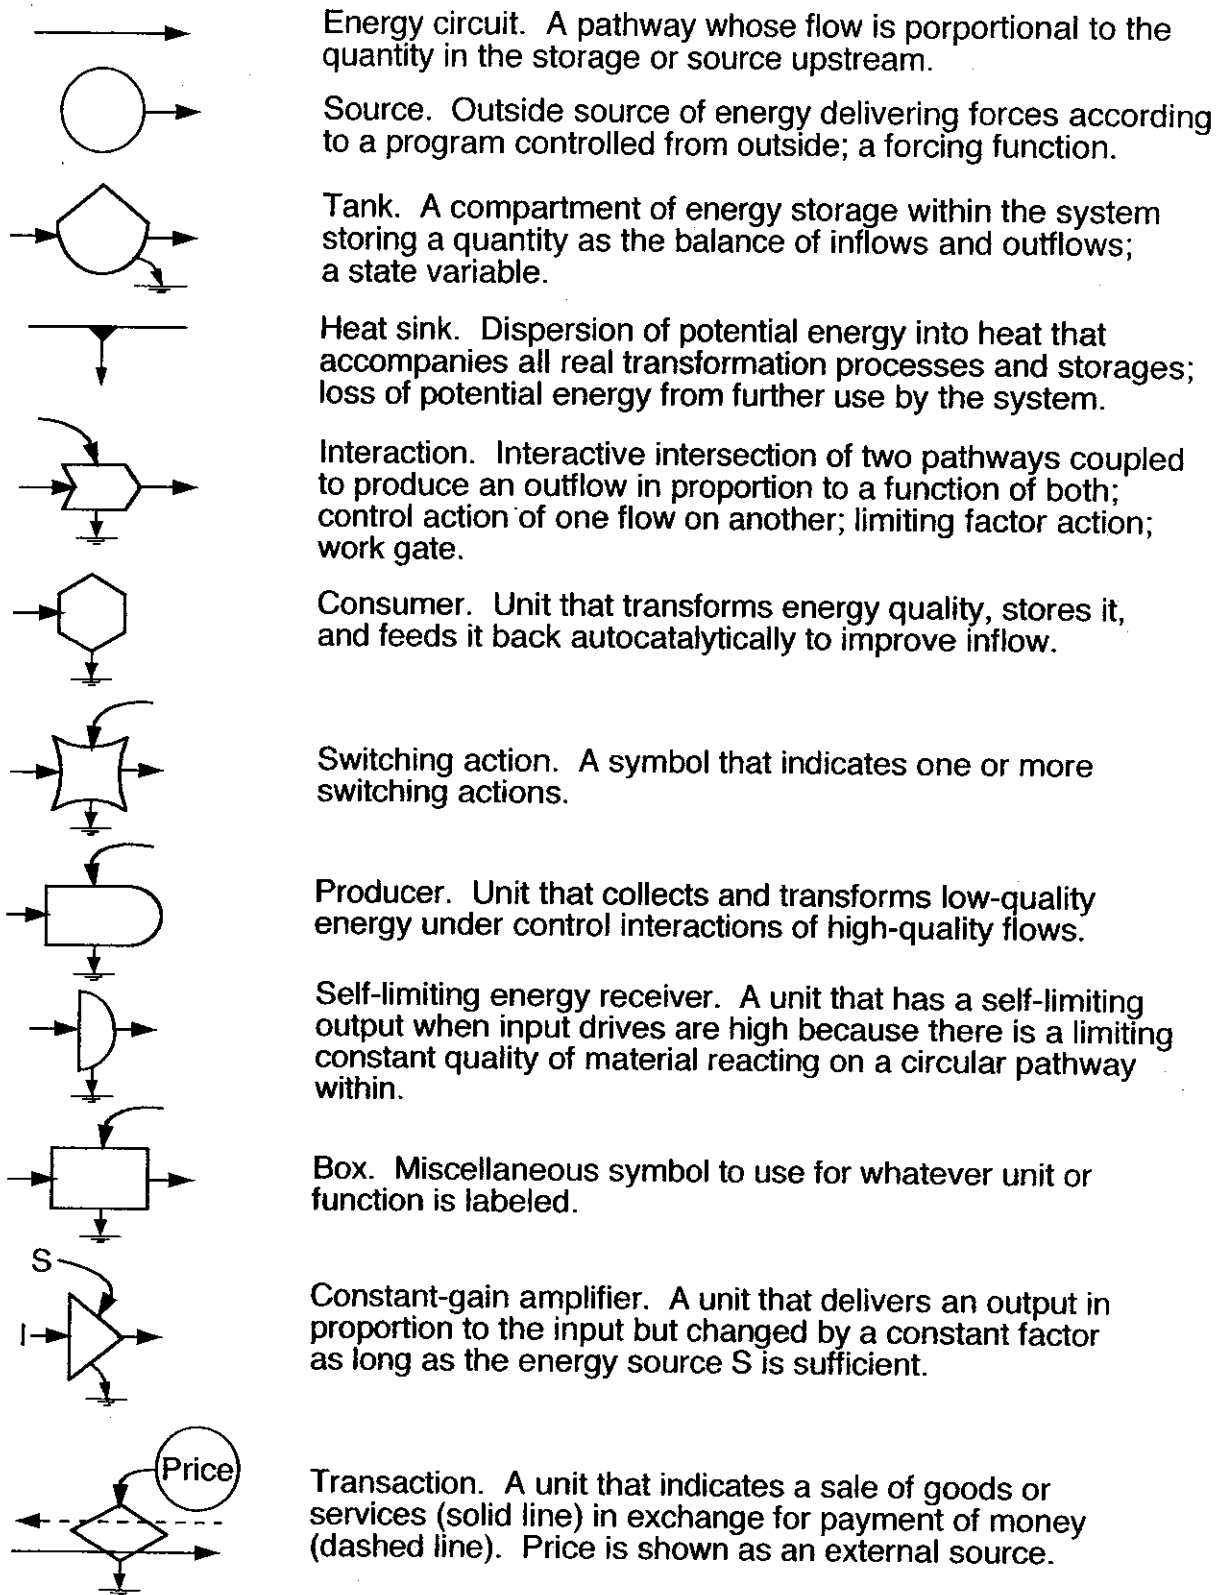 Energy circuit. A pathway whose flow is porportional to the
quantity in the storage or source upstream.
Source. Outside source of energy delivering forces according
to a program controlled from outside; a forcing function.
Tank. A compartment of energy storage within the system
storing a quantity as the balance of inflows and outflows;
a state variable.
Heat sink. Dispersion of potential energy into heat that
accompanies all real transformation processes and storages;
loss of potential energy from further use by the system.
Interaction. Interactive intersection of two pathways coupled
to produce an outflow in proportion to a function of both;
control action of one flow on another; limiting factor action;
work gate.
Consumer. Unit that transforms energy quality, stores it,
and feeds it back autocatalytically to improve inflow.
Switching action. A symbol that indicates one or more
switching actions.
Producer. Unit that collects and transforms low-quality
energy under control interactions of high-quality flows.
Self-limiting energy receiver. A unit that has a self-limiting
output when input drives are high because there is a limiting
constant quality of material reacting on a circular pathway
within.
Box. Miscellaneous symbol to use for whatever unit or
function is labeled.
S
I
Constant-gain amplifier. A unit that delivers an output in
proportion to the input but changed by a constant factor
as long as the energy source S is sufficient.
Price
Transaction. A unit that indicates a sale of goods or
services (solid line) in exchange for payment of money
(dashed line). Price is shown as an external source.